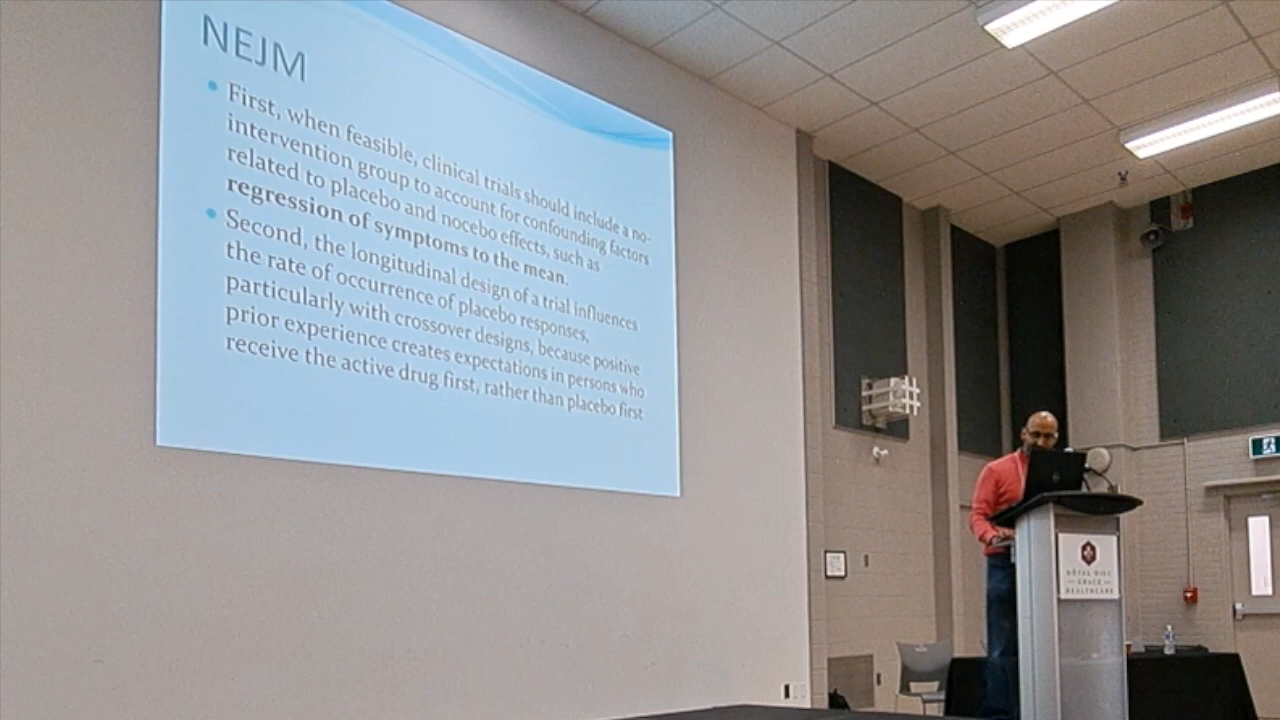 NEJM
• First, when feasible, clinical trials should include a no-
intervention group to account for confounding factors
related to placebo and nocebo effects, such as
regression of symptoms to the mean.
• Second, the longitudinal design of a trial influences
the rate of occurrence of placebo responses,
particularly with crossover designs, because positive
prior experience creates expectations in persons who
receive the active drug first, rather than placebo first
HÔTEL-DIEU
GRACE
HEALTHCARE